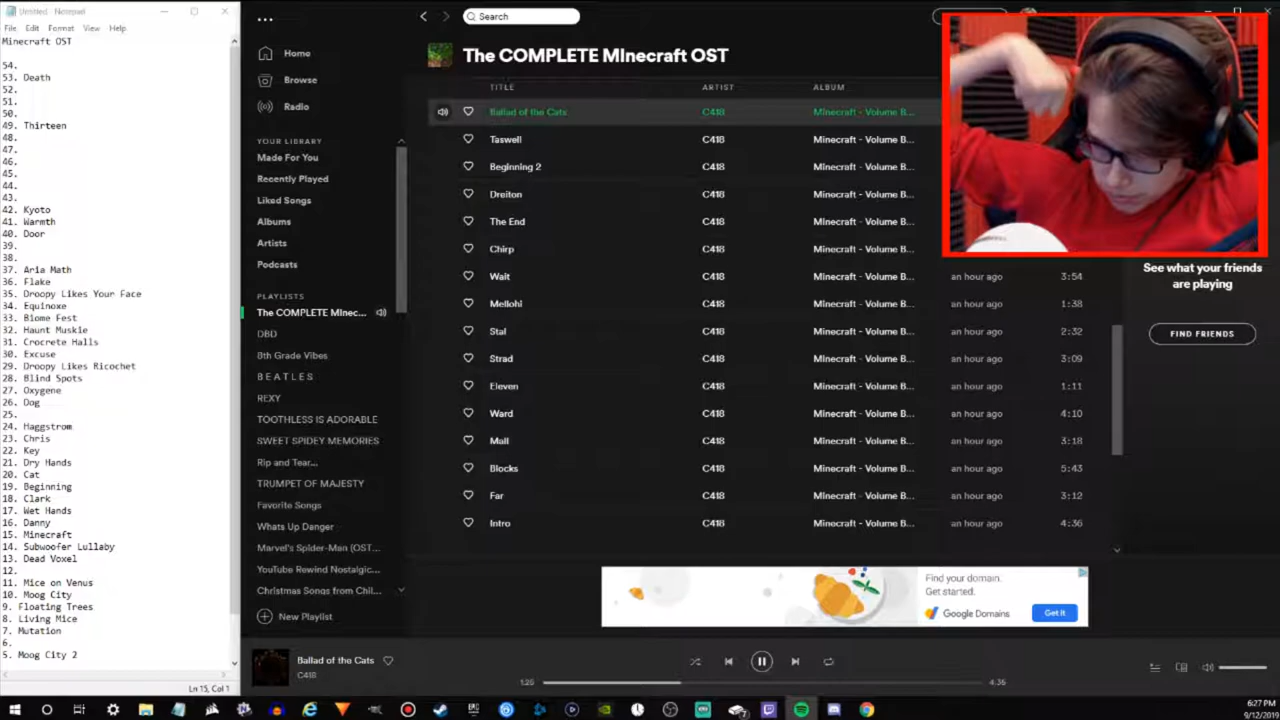 Untitled - Notepad
File Edit Format View Help
Minecraft OST
54.
53. Death
52.
51.
50.
49. Thirteen
48.
47.
46.
45.
44.
43.
42. Kyoto
41. Warmth
40. Door
39.
38.
37. Aria Math
36. Flake
35. Droopy Likes Your Face
34. Equinoxe
33. Biome Fest
32. Haunt Muskie
31. Crocrete Halls
30. Excuse
29. Droopy Likes Ricochet
28. Blind Spots
27. Oxygene
26. Dog
25.
24. Haggstrom
23. Chris
22. Key
21. Dry Hands
20. Cat
19. Beginning
18. Clark
17. Wet Hands
16. Danny
15. Minecraft
14. Subwoofer Lullaby
13. Dead Voxel
12.
11. Mice on Venus
10. Moog City
9. Floating Trees
8. Living Mice
7. Mutation
6.
5. Moog City 2
Ln 15, Col 1
Home
Browse
Radio
YOUR LIBRARY
Made For You
Recently Played
Liked Songs
Albums
Artists
Podcasts
PLAYLISTS
The COMPLETE MInec...
DBD
8th Grade Vibes
B E A T L E S
REXY
TOOTHLESS IS ADORABLE
SWEET SPIDEY MEMORIES
Rip and Tear...
TRUMPET OF MAJESTY
Favorite Songs
Whats Up Danger
Marvel's Spider-Man (OST...
YouTube Rewind Nostalgic...
Christmas Songs from Chil...
New Playlist
Search
The COMPLETE MInecraft OST
TITLE ARTIST ALBUM
Ballad of the Cats C418 Minecraft - Volume B...
Taswell C418 Minecraft - Volume B...
Beginning 2 C418 Minecraft - Volume B...
Dreiton C418 Minecraft - Volume B...
The End C418 Minecraft - Volume B...
Chirp C418 Minecraft - Volume B...
Wait C418 Minecraft - Volume B... an hour ago 3:54
Mellohi C418 Minecraft - Volume B... an hour ago 1:38
Stal C418 Minecraft - Volume B... an hour ago 2:32
Strad C418 Minecraft - Volume B... an hour ago 3:09
Eleven C418 Minecraft - Volume B... an hour ago 1:11
Ward C418 Minecraft - Volume B... an hour ago 4:10
Mall C418 Minecraft - Volume B... an hour ago 3:18
Blocks C418 Minecraft - Volume B... an hour ago 5:43
Far C418 Minecraft - Volume B... an hour ago 3:12
Intro C418 Minecraft - Volume B... an hour ago 4:36
See what your friends
are playing
FIND FRIENDS
Find your domain.
Get started.
Google Domains
Get it
Ballad of the Cats
C418
1:26
4:36
6:27 PM
9/12/2019